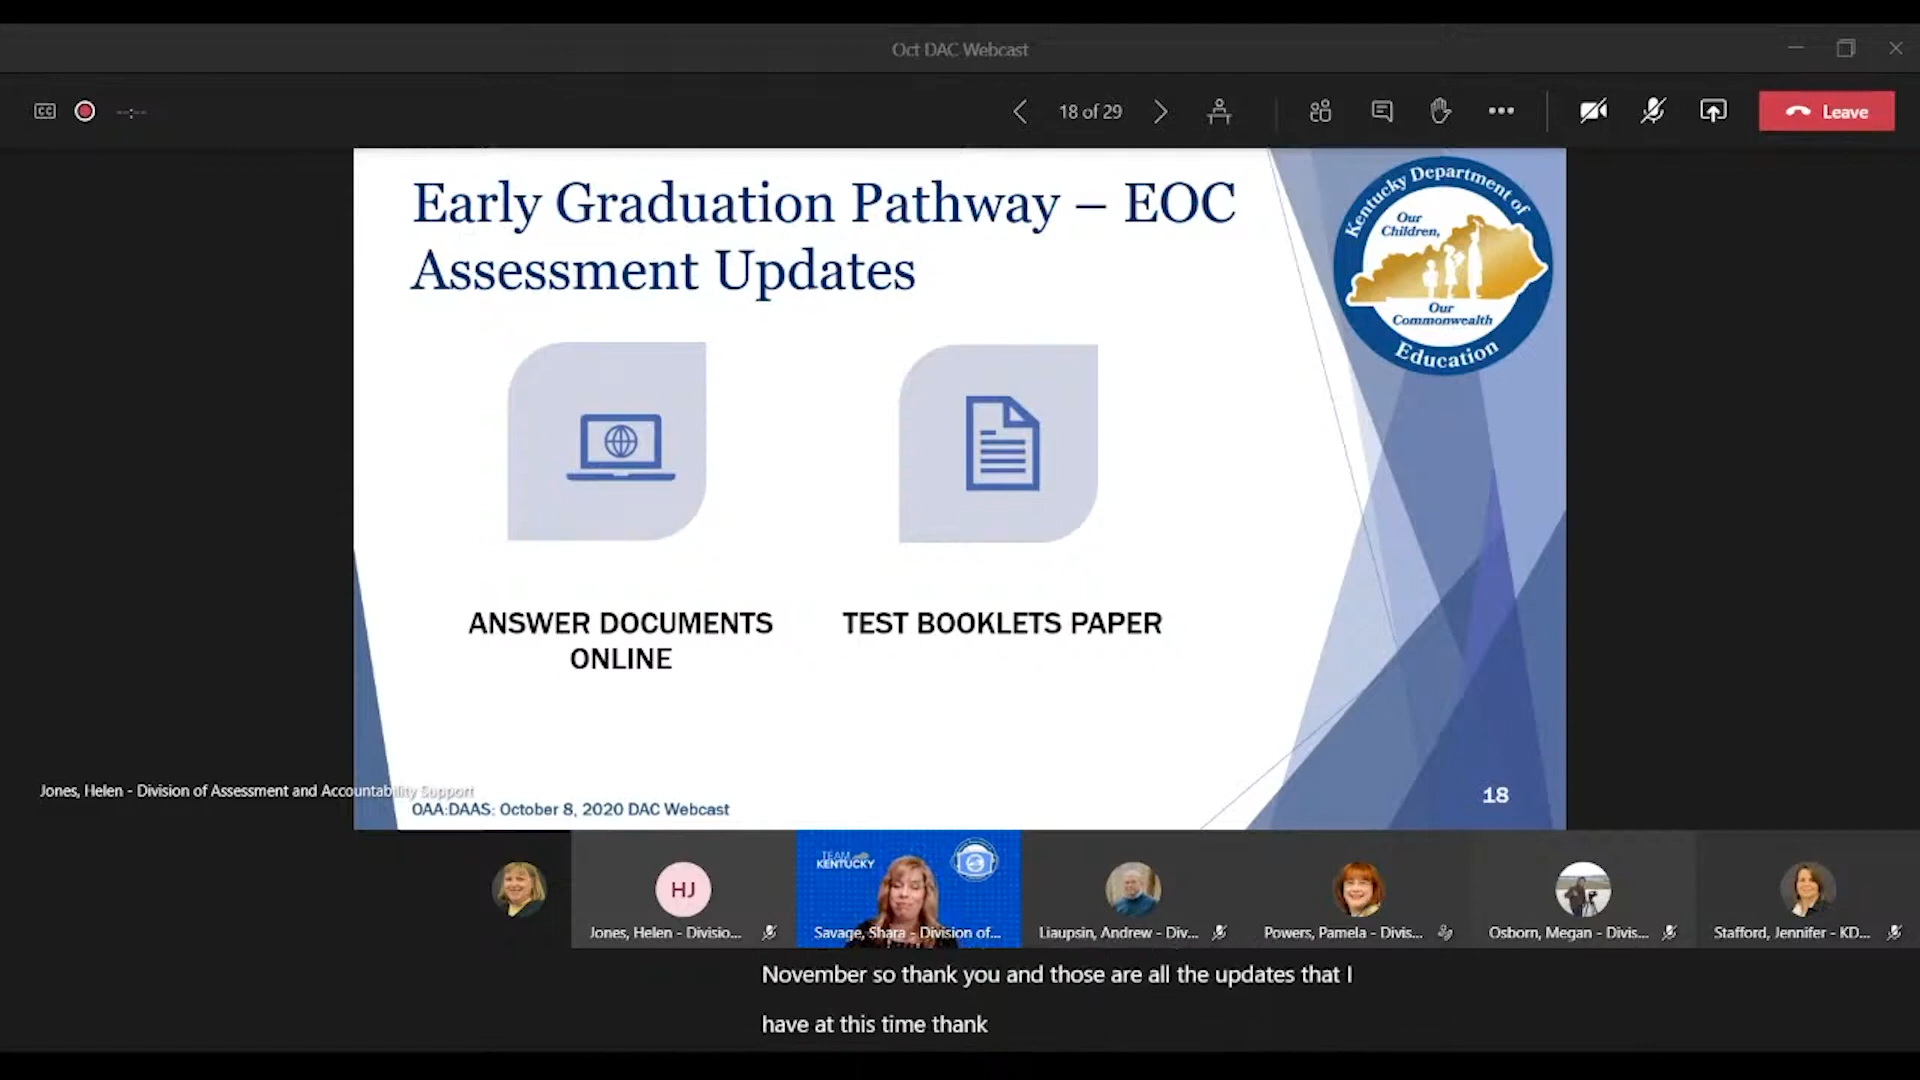 Oct DAC Webcast
CC
--:--
18 of 29
Leave
Early Graduation Pathway – EOC
Assessment Updates
Kentucky Department of
Our
Children,
Our
Commonwealth
Education
ANSWER DOCUMENTS
ONLINE
TEST BOOKLETS PAPER
Jones, Helen - Division of Assessment and Accountability Support
OAA:DAAS: October 8, 2020 DAC Webcast
18
TEAM
KENTUCKY
HJ
Jones, Helen - Divisio...
Savage, Shara - Division of...
Liaupsin, Andrew - Div...
Powers, Pamela - Divis...
Osborn, Megan - Divis...
Stafford, Jennifer - KD...
November so thank you and those are all the updates that I
have at this time thank